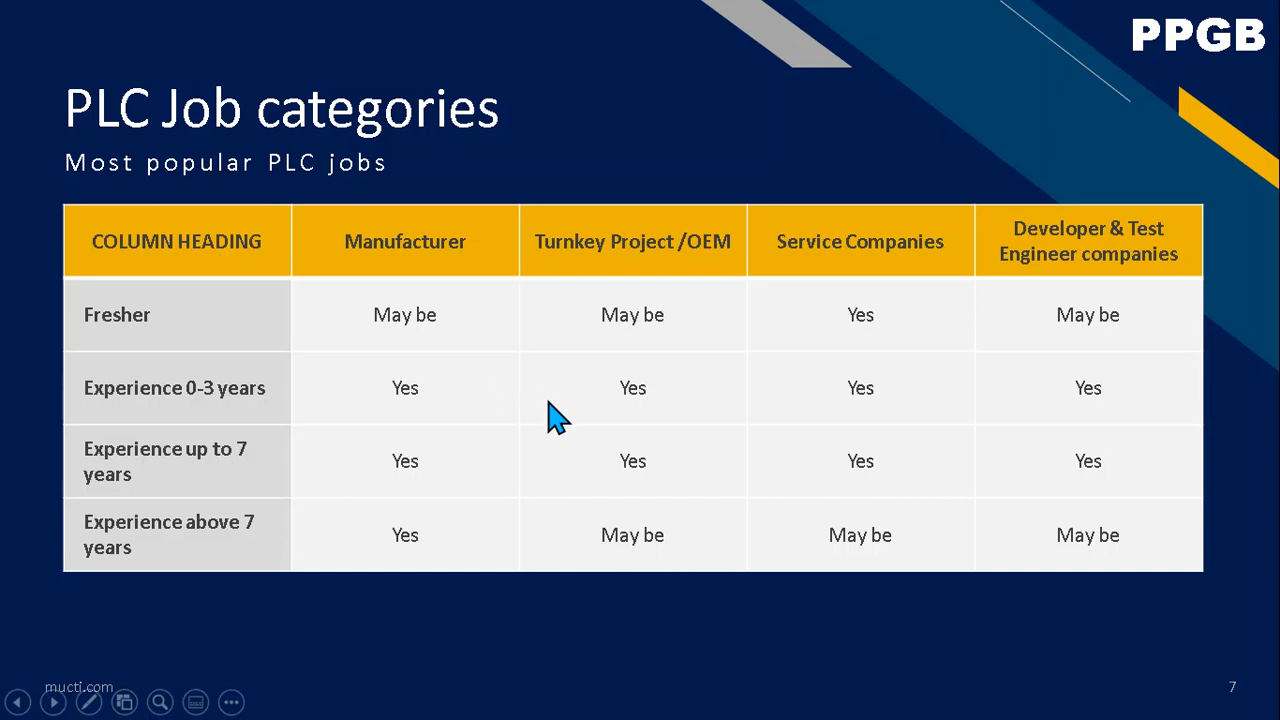 PPGB
PLC Job categories
Most popular PLC jobs
COLUMN HEADING Manufacturer Turnkey Project /OEM Service Companies Developer & Test Engineer companies
Fresher May be May be Yes May be
Experience 0-3 years Yes Yes Yes Yes
Experience up to 7 years Yes Yes Yes Yes
Experience above 7 years Yes May be May be May be
mucti.com
7